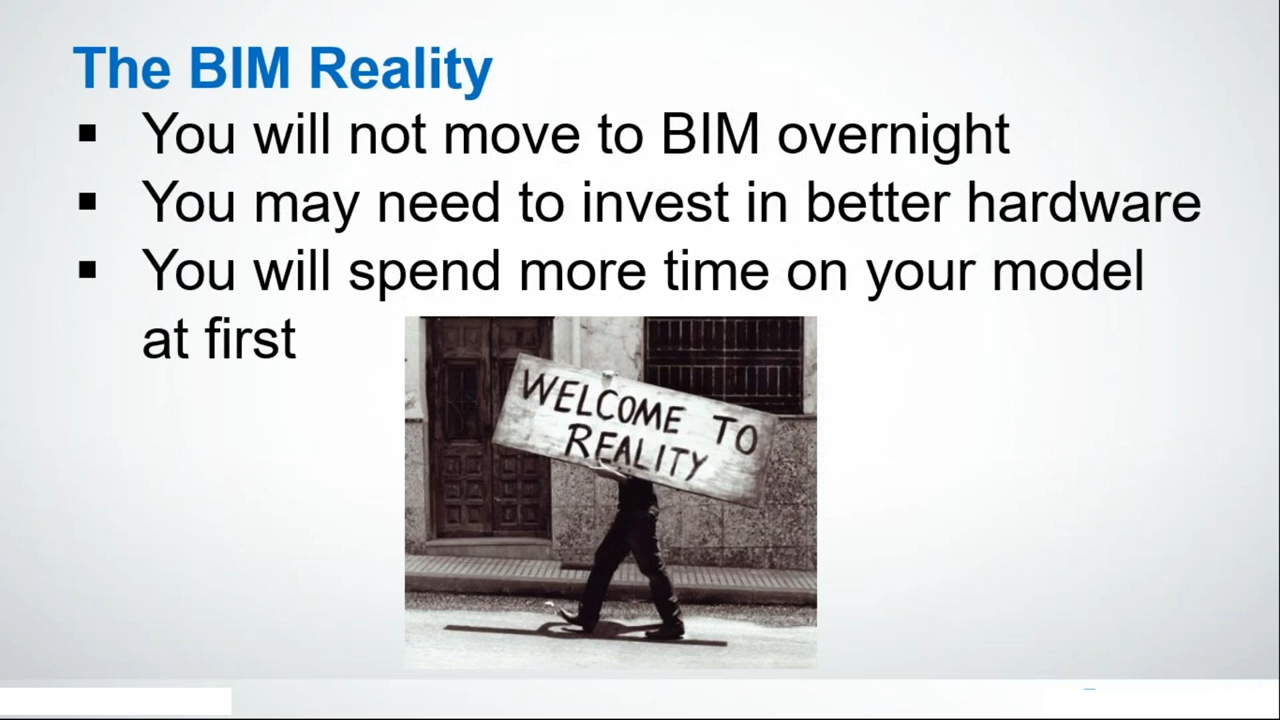 The BIM Reality
▪ You will not move to BIM overnight
▪ You may need to invest in better hardware
▪ You will spend more time on your model
at first
WELCOME TO
REALITY